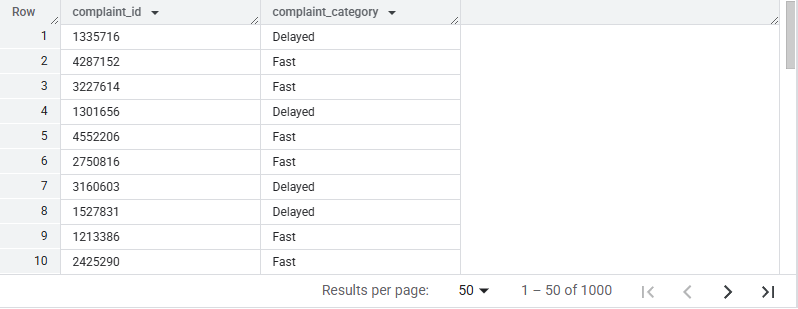 Row complaint_id complaint_category
1 1335716 Delayed
2 4287152 Fast
3 3227614 Fast
4 1301656 Delayed
5 4552206 Fast
6 2750816 Fast
7 3160603 Delayed
8 1527831 Delayed
9 1213386 Fast
10 2425290 Fast
Results per page: 50 1 – 50 of 1000